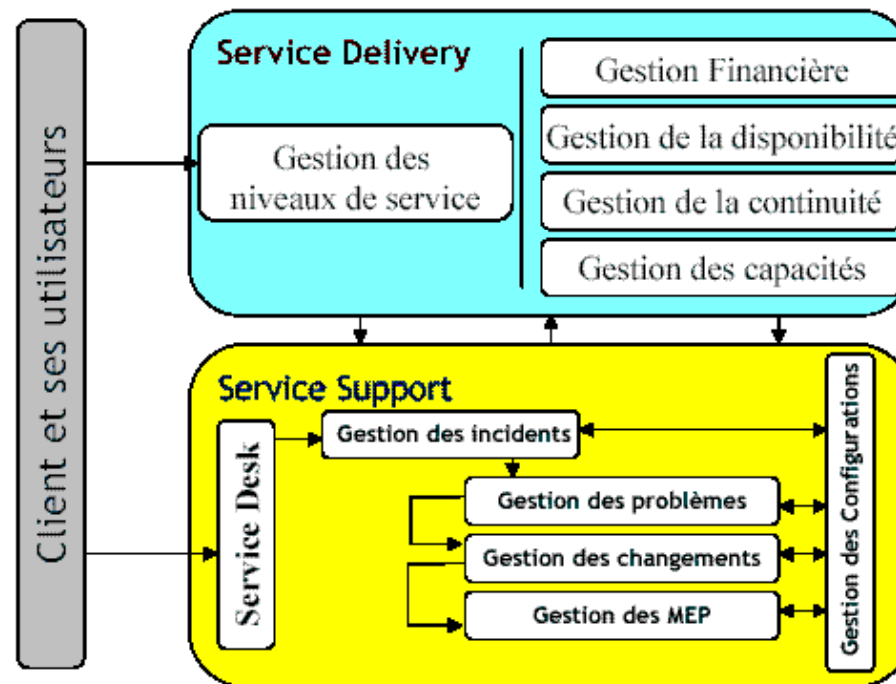 Client et ses utilisateurs
Service Delivery
Gestion des
niveaux de service
Gestion Financière
Gestion de la disponibilité
Gestion de la continuité
Gestion des capacités
Service Support
Service Desk
Gestion des incidents
Gestion des problèmes
Gestion des changements
Gestion des MEP
Gestion des Configurations